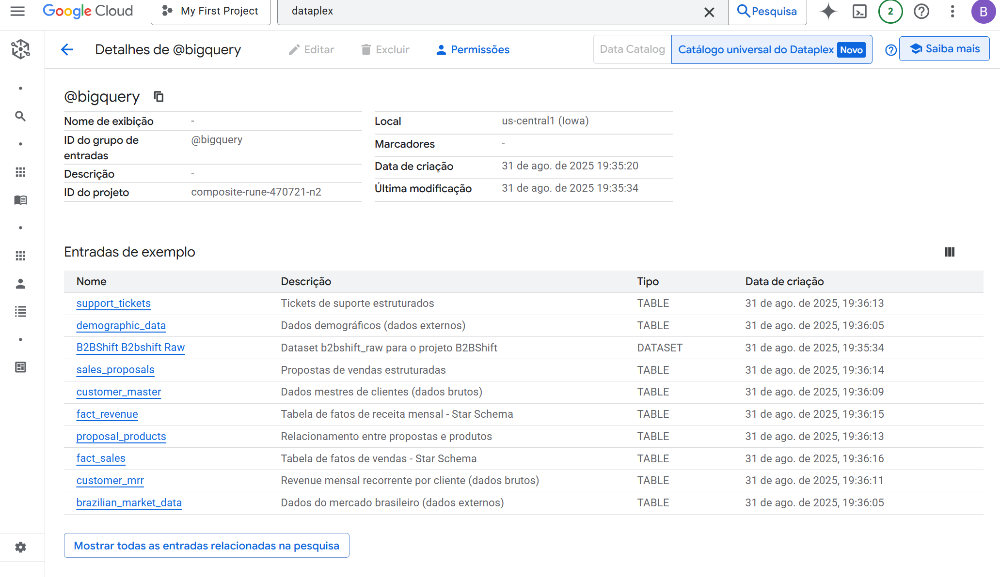 Google Cloud My First Project dataplex Pesquisa 2 B
Detalhes de @bigquery Editar Excluir Permissões Data Catalog Catálogo universal do Dataplex Novo Saiba mais
@bigquery
Nome de exibição -
ID do grupo de entradas @bigquery
Descrição -
ID do projeto composite-rune-470721-n2
Local us-central1 (Iowa)
Marcadores -
Data de criação 31 de ago. de 2025 19:35:20
Última modificação 31 de ago. de 2025 19:35:34
Entradas de exemplo
Nome Descrição Tipo Data de criação
support_tickets Tickets de suporte estruturados TABLE 31 de ago. de 2025, 19:36:13
demographic_data Dados demográficos (dados externos) TABLE 31 de ago. de 2025, 19:36:05
B2BShift B2bshift Raw Dataset b2bshift_raw para o projeto B2BShift DATASET 31 de ago. de 2025, 19:35:34
sales_proposals Propostas de vendas estruturadas TABLE 31 de ago. de 2025, 19:36:14
customer_master Dados mestres de clientes (dados brutos) TABLE 31 de ago. de 2025, 19:36:09
fact_revenue Tabela de fatos de receita mensal - Star Schema TABLE 31 de ago. de 2025, 19:36:15
proposal_products Relacionamento entre propostas e produtos TABLE 31 de ago. de 2025, 19:36:13
fact_sales Tabela de fatos de vendas - Star Schema TABLE 31 de ago. de 2025, 19:36:16
customer_mrr Revenue mensal recorrente por cliente (dados brutos) TABLE 31 de ago. de 2025, 19:36:11
brazilian_market_data Dados do mercado brasileiro (dados externos) TABLE 31 de ago. de 2025, 19:36:05
Mostrar todas as entradas relacionadas na pesquisa